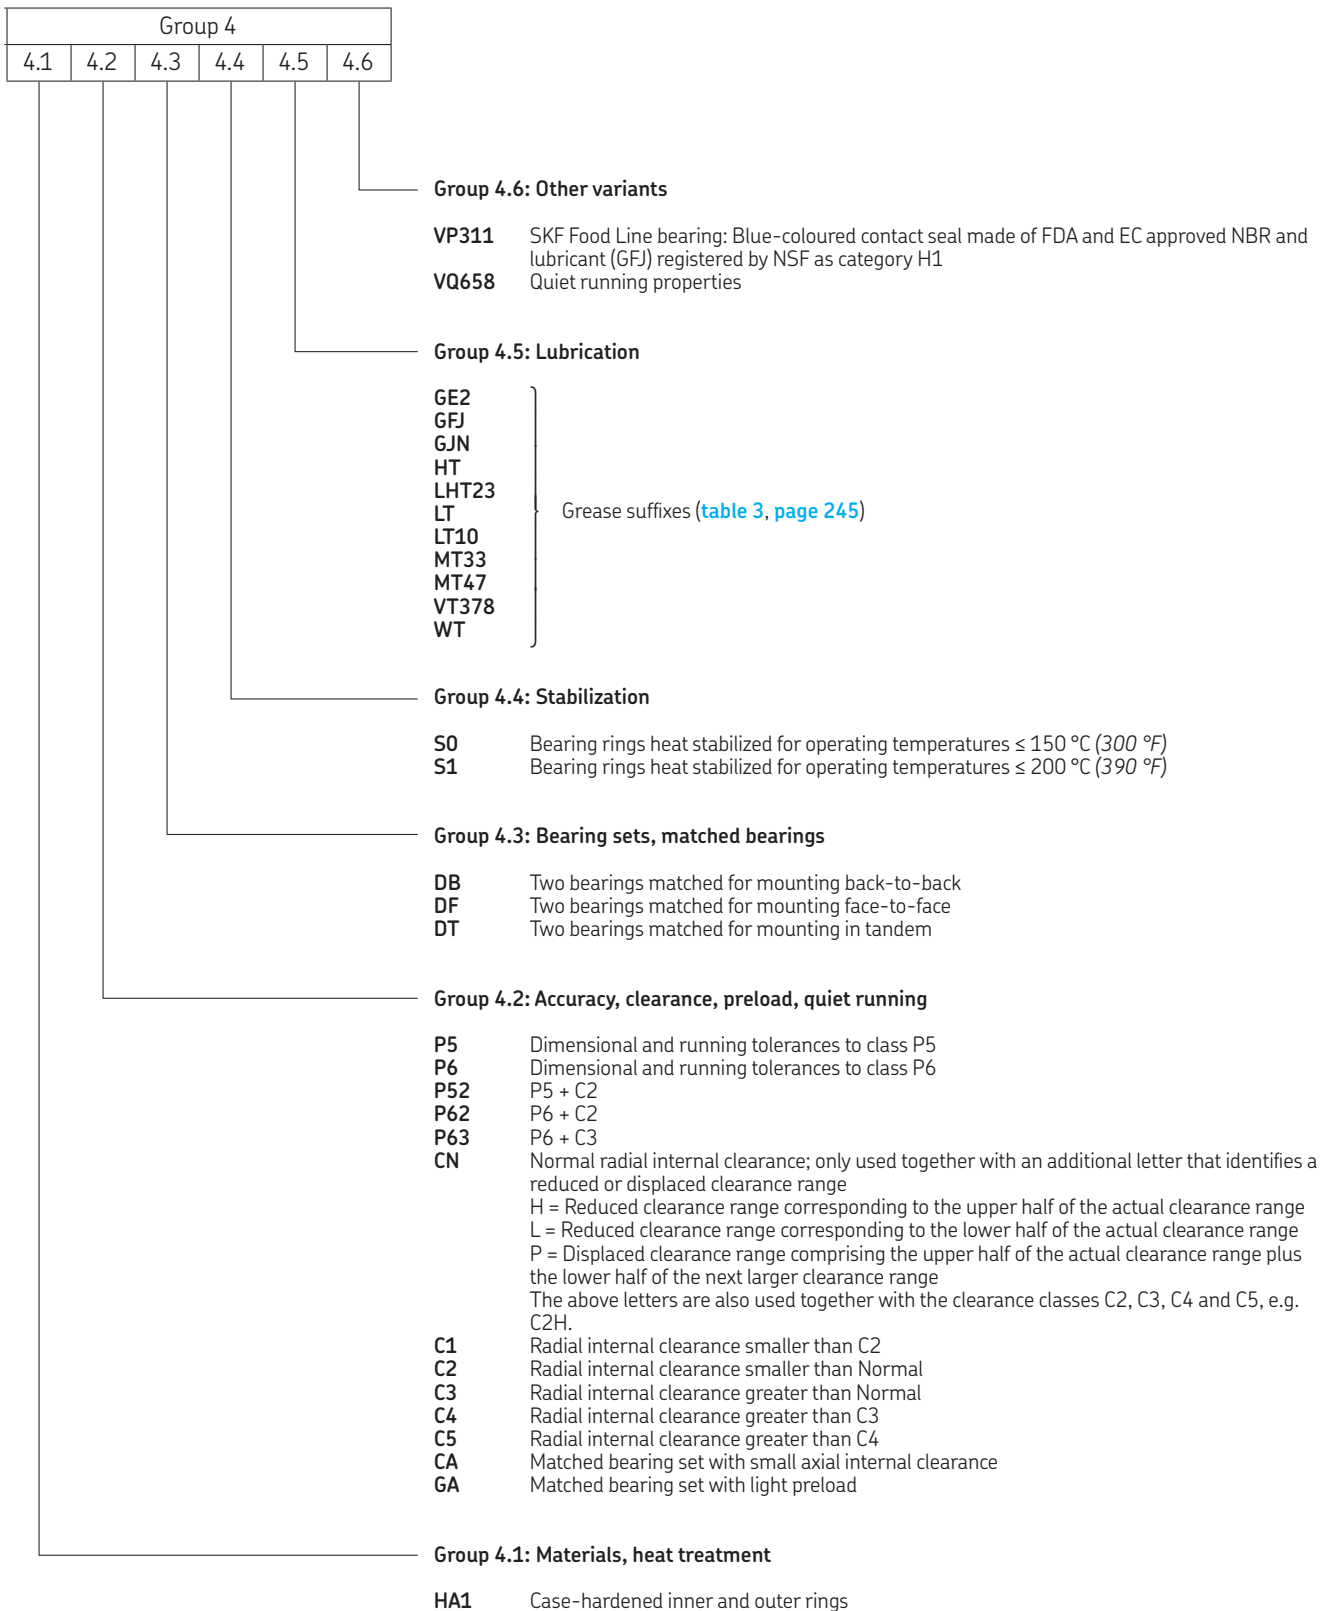 Group 4
4.1 4.2 4.3 4.4 4.5 4.6
Group 4.6: Other variants
VP311 SKF Food Line bearing: Blue-coloured contact seal made of FDA and EC approved NBR and
lubricant (GFJ) registered by NSF as category H1
VQ658 Quiet running properties
Group 4.5: Lubrication
GE2
GFJ
GJN
HT
LHT23
LT Grease suffixes (table 3, page 245)
LT10
MT33
MT47
VT378
WT
Group 4.4: Stabilization
S0 Bearing rings heat stabilized for operating temperatures ≤ 150 °C (300 °F)
S1 Bearing rings heat stabilized for operating temperatures ≤ 200 °C (390 °F)
Group 4.3: Bearing sets, matched bearings
DB Two bearings matched for mounting back-to-back
DF Two bearings matched for mounting face-to-face
DT Two bearings matched for mounting in tandem
Group 4.2: Accuracy, clearance, preload, quiet running
P5 Dimensional and running tolerances to class P5
P6 Dimensional and running tolerances to class P6
P52 P5 + C2
P62 P6 + C2
P63 P6 + C3
CN Normal radial internal clearance; only used together with an additional letter that identifies a
reduced or displaced clearance range
H = Reduced clearance range corresponding to the upper half of the actual clearance range
L = Reduced clearance range corresponding to the lower half of the actual clearance range
P = Displaced clearance range comprising the upper half of the actual clearance range plus
the lower half of the next larger clearance range
The above letters are also used together with the clearance classes C2, C3, C4 and C5, e.g.
C2H.
C1 Radial internal clearance smaller than C2
C2 Radial internal clearance smaller than Normal
C3 Radial internal clearance greater than Normal
C4 Radial internal clearance greater than C3
C5 Radial internal clearance greater than C4
CA Matched bearing set with small axial internal clearance
GA Matched bearing set with light preload
Group 4.1: Materials, heat treatment
HA1 Case-hardened inner and outer rings